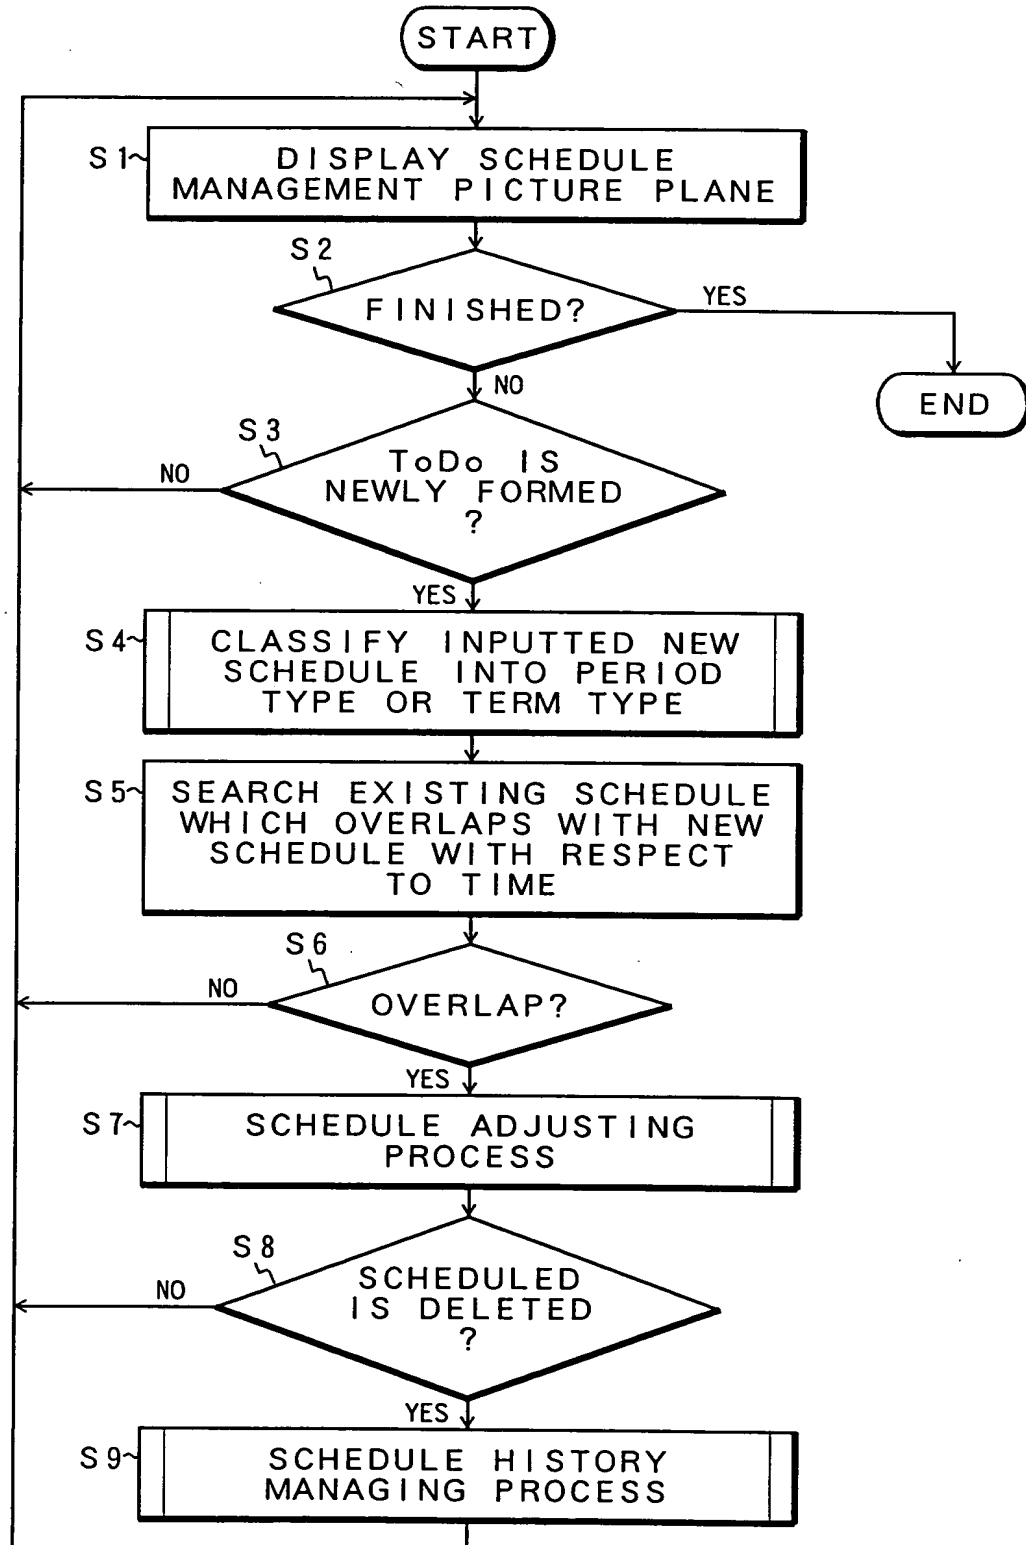 START
S1
DISPLAY SCHEDULE
MANAGEMENT PICTURE PLANE
S2
FINISHED?
YES
NO
END
S3
ToDo IS
NEWLY FORMED
?
NO
YES
S4
CLASSIFY INPUTTED NEW
SCHEDULE INTO PERIOD
TYPE OR TERM TYPE
S5
SEARCH EXISTING SCHEDULE
WHICH OVERLAPS WITH NEW
SCHEDULE WITH RESPECT
TO TIME
S6
OVERLAP?
NO
YES
S7
SCHEDULE ADJUSTING
PROCESS
S8
SCHEDULED
IS DELETED
?
NO
YES
S9
SCHEDULE HISTORY
MANAGING PROCESS